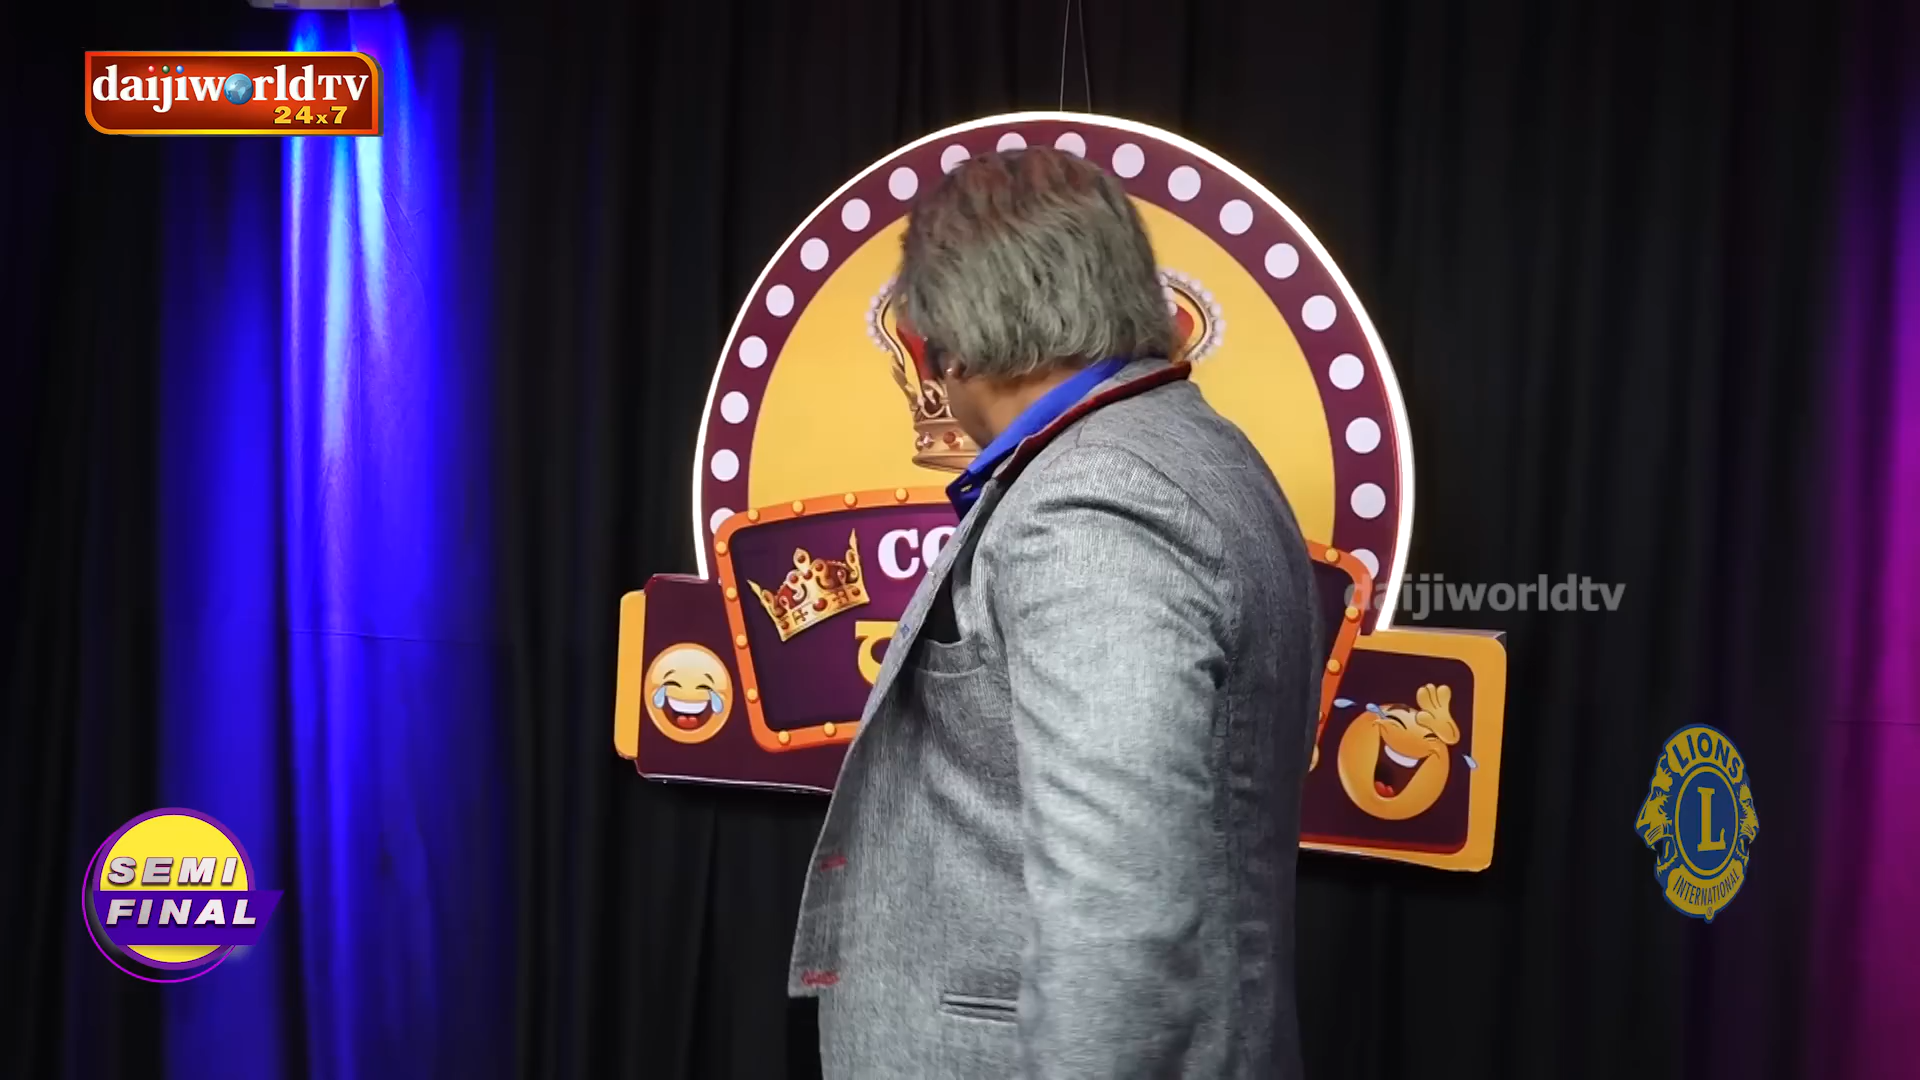 daijiworldTV
24x7
CO
daijiworldtv
LIONS
L
INTERNATIONAL
®
SEMI
FINAL